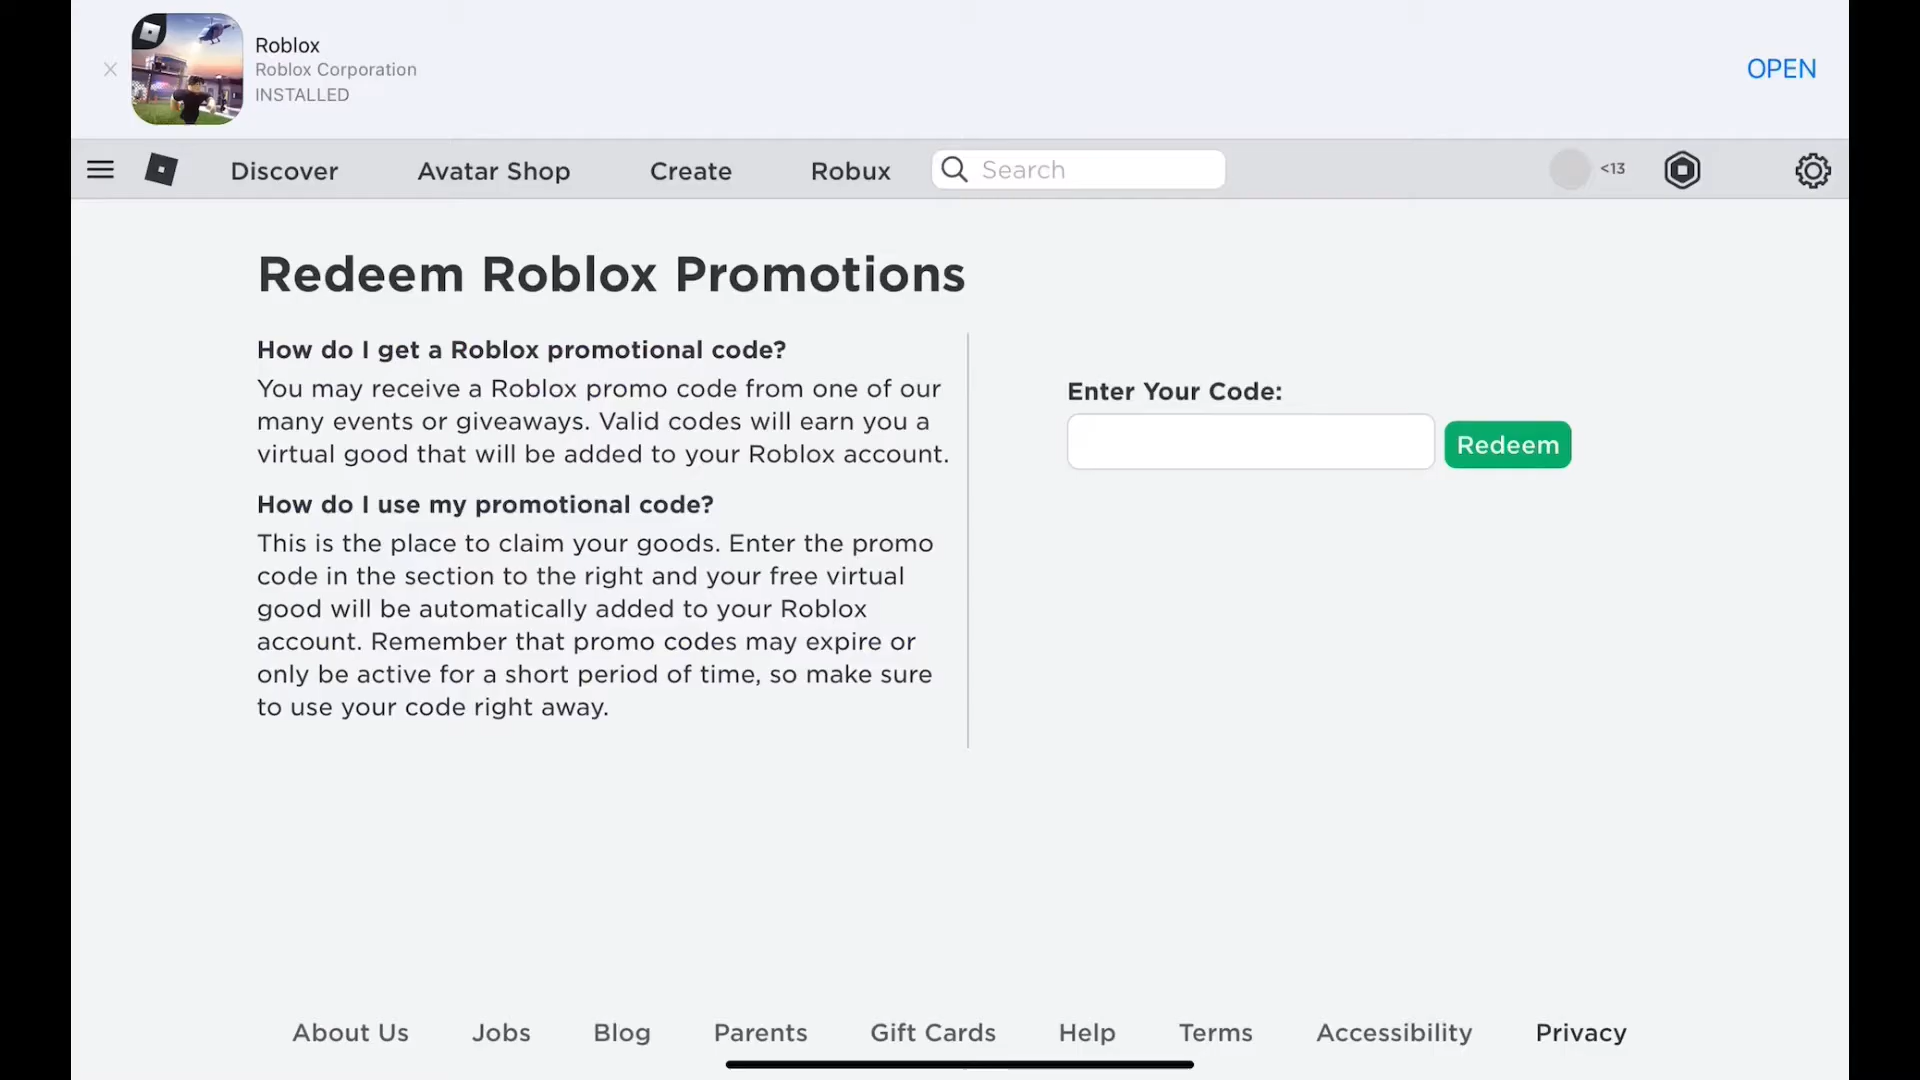 Roblox
Roblox Corporation
INSTALLED
OPEN
Discover Avatar Shop Create Robux Search <13
Redeem Roblox Promotions
How do I get a Roblox promotional code?
You may receive a Roblox promo code from one of our
many events or giveaways. Valid codes will earn you a
virtual good that will be added to your Roblox account.
How do I use my promotional code?
This is the place to claim your goods. Enter the promo
code in the section to the right and your free virtual
good will be automatically added to your Roblox
account. Remember that promo codes may expire or
only be active for a short period of time, so make sure
to use your code right away.
Enter Your Code:
Redeem
About Us Jobs Blog Parents Gift Cards Help Terms Accessibility Privacy